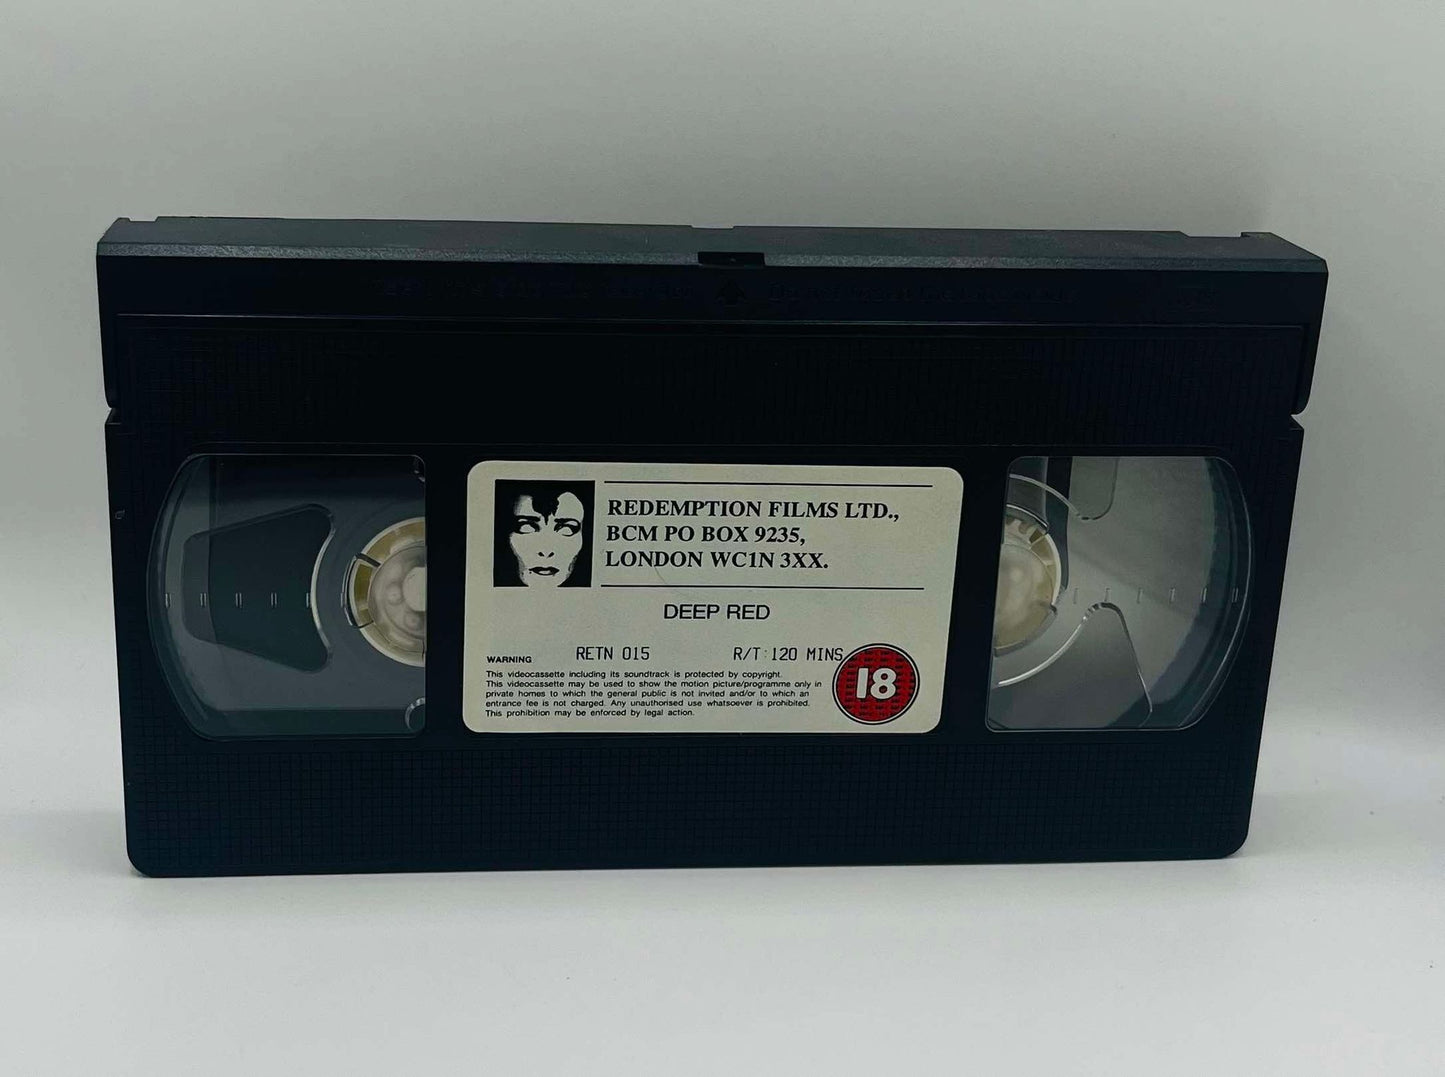 REDEMPTION FILMS LTD.,
BCM PO BOX 9235,
LONDON WC1N 3XX.
DEEP RED
RETN 015 R/T: 120 MINS
WARNING
This videocassette including its soundtrack is protected by copyright.
This videocassette may be used to show the motion picture/programme only in
private homes to which the general public is not invited and/or to which an
entrance fee is not charged. Any unauthorised use whatsoever is prohibited.
This prohibition may be enforced by legal action.
18